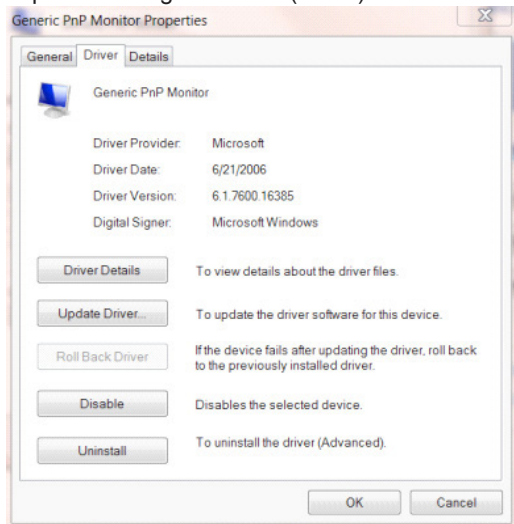 Generic PnP Monitor Properties
General Driver Details
Generic PnP Monitor
Driver Provider: Microsoft
Driver Date: 6/21/2006
Driver Version: 6.1.7600.16385
Digital Signer: Microsoft Windows
Driver Details To view details about the driver files.
Update Driver... To update the driver software for this device.
Roll Back Driver If the device fails after updating the driver, roll back
to the previously installed driver.
Disable Disables the selected device.
Uninstall To uninstall the driver (Advanced).
OK Cancel